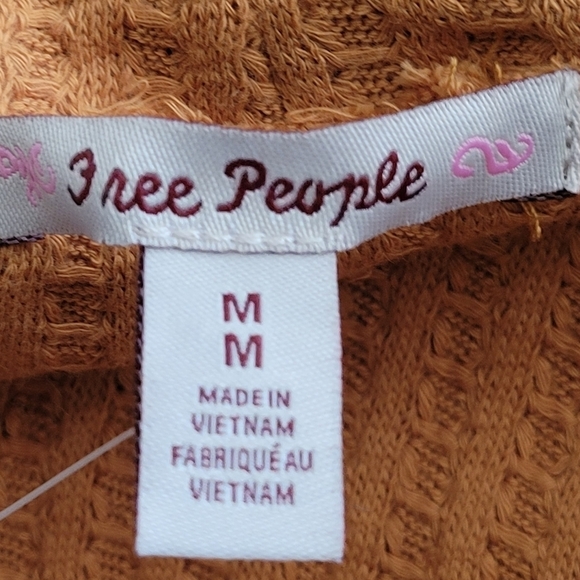 Free People
M
M
MADE IN
VIETNAM
FABRIQUÉ AU
VIETNAM